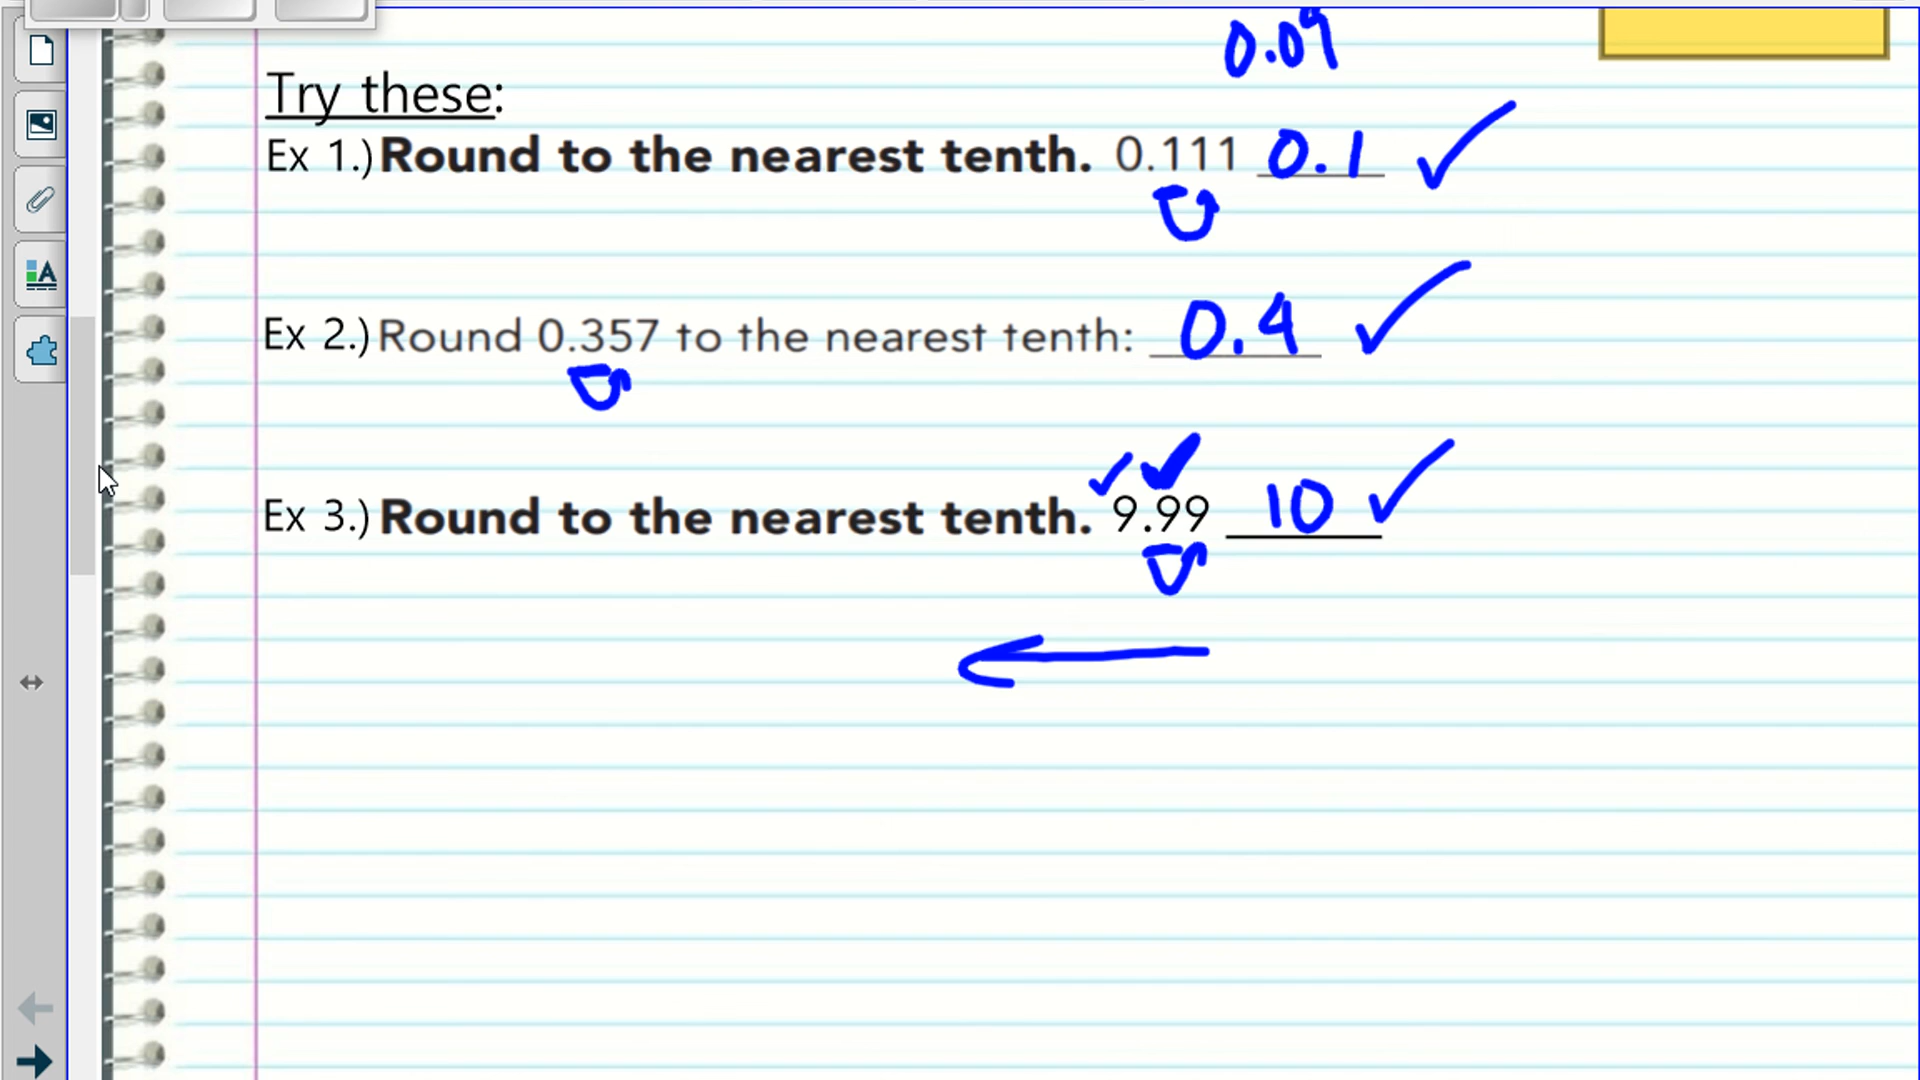 0.09
Try these:
Ex 1.) Round to the nearest tenth. 0.111 0.1
Ex 2.) Round 0.357 to the nearest tenth: 0.4
Ex 3.) Round to the nearest tenth. 9.99 10